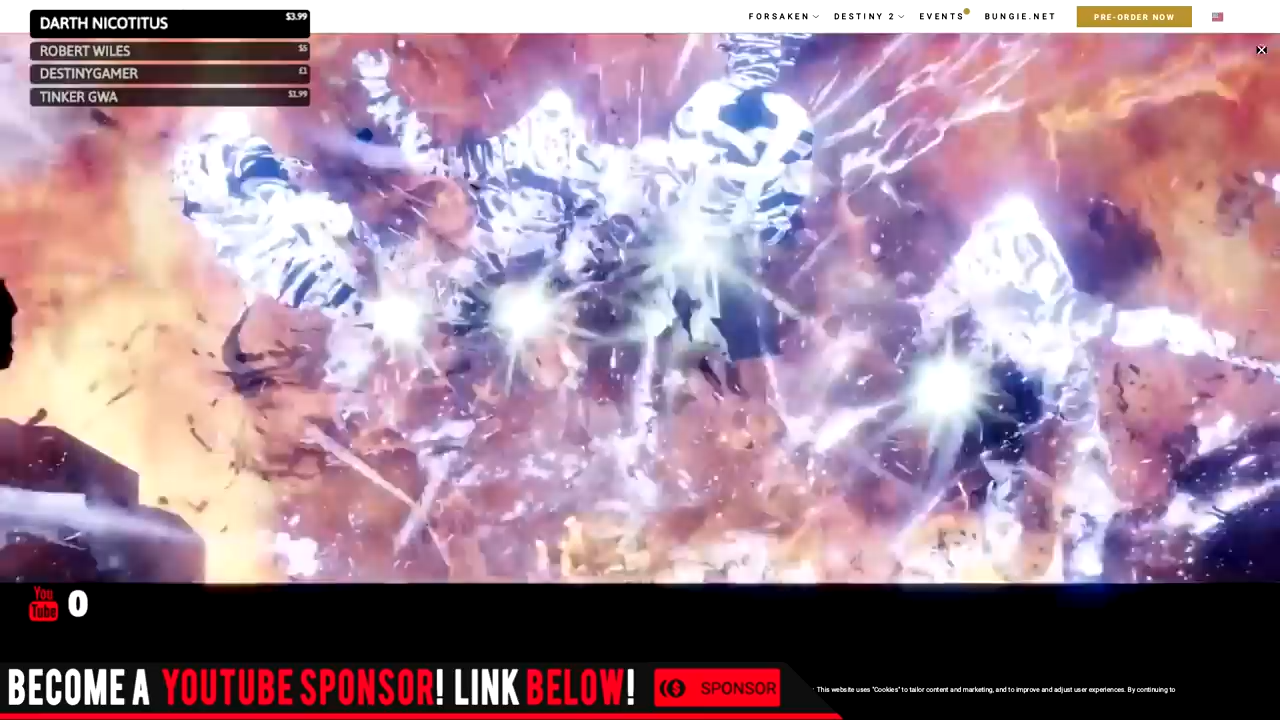 DARTH NICOTITUS $3.99
ROBERT WILES $5
DESTINYGAMER £1
TINKER GWA $1.99
FORSAKEN DESTINY 2 EVENTS BUNGIE.NET PRE-ORDER NOW
You Tube 0
BECOME A YOUTUBE SPONSOR! LINK BELOW! SPONSOR
This website uses "Cookies" to tailor content and marketing, and to improve and adjust user experiences. By continuing to